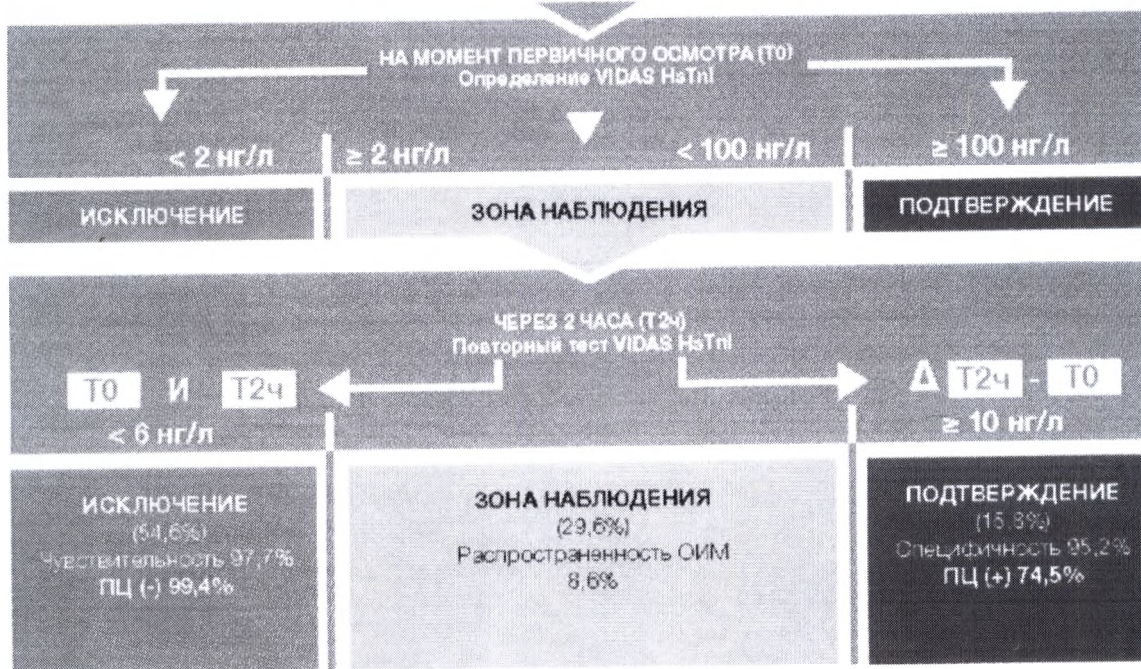 НА МОМЕНТ ПЕРВИЧНОГО ОСМОТРА (T0)
Определение VIDAS HsTnI
< 2 нг/л
≥ 2 нг/л
< 100 нг/л
≥ 100 нг/л
ИСКЛЮЧЕНИЕ
ЗОНА НАБЛЮДЕНИЯ
ПОДТВЕРЖДЕНИЕ
ЧЕРЕЗ 2 ЧАСА (T2ч)
Повторный тест VIDAS HsTnI
T0 И T2ч
< 6 нг/л
Δ T2ч - T0
≥ 10 нг/л
ИСКЛЮЧЕНИЕ
(54,6%)
Чувствительность 97,7%
ПЦ (-) 99,4%
ЗОНА НАБЛЮДЕНИЯ
(29,6%)
Распространенность ОИМ
8,6%
ПОДТВЕРЖДЕНИЕ
(15,8%)
Специфичность 95,2%
ПЦ (+) 74,5%